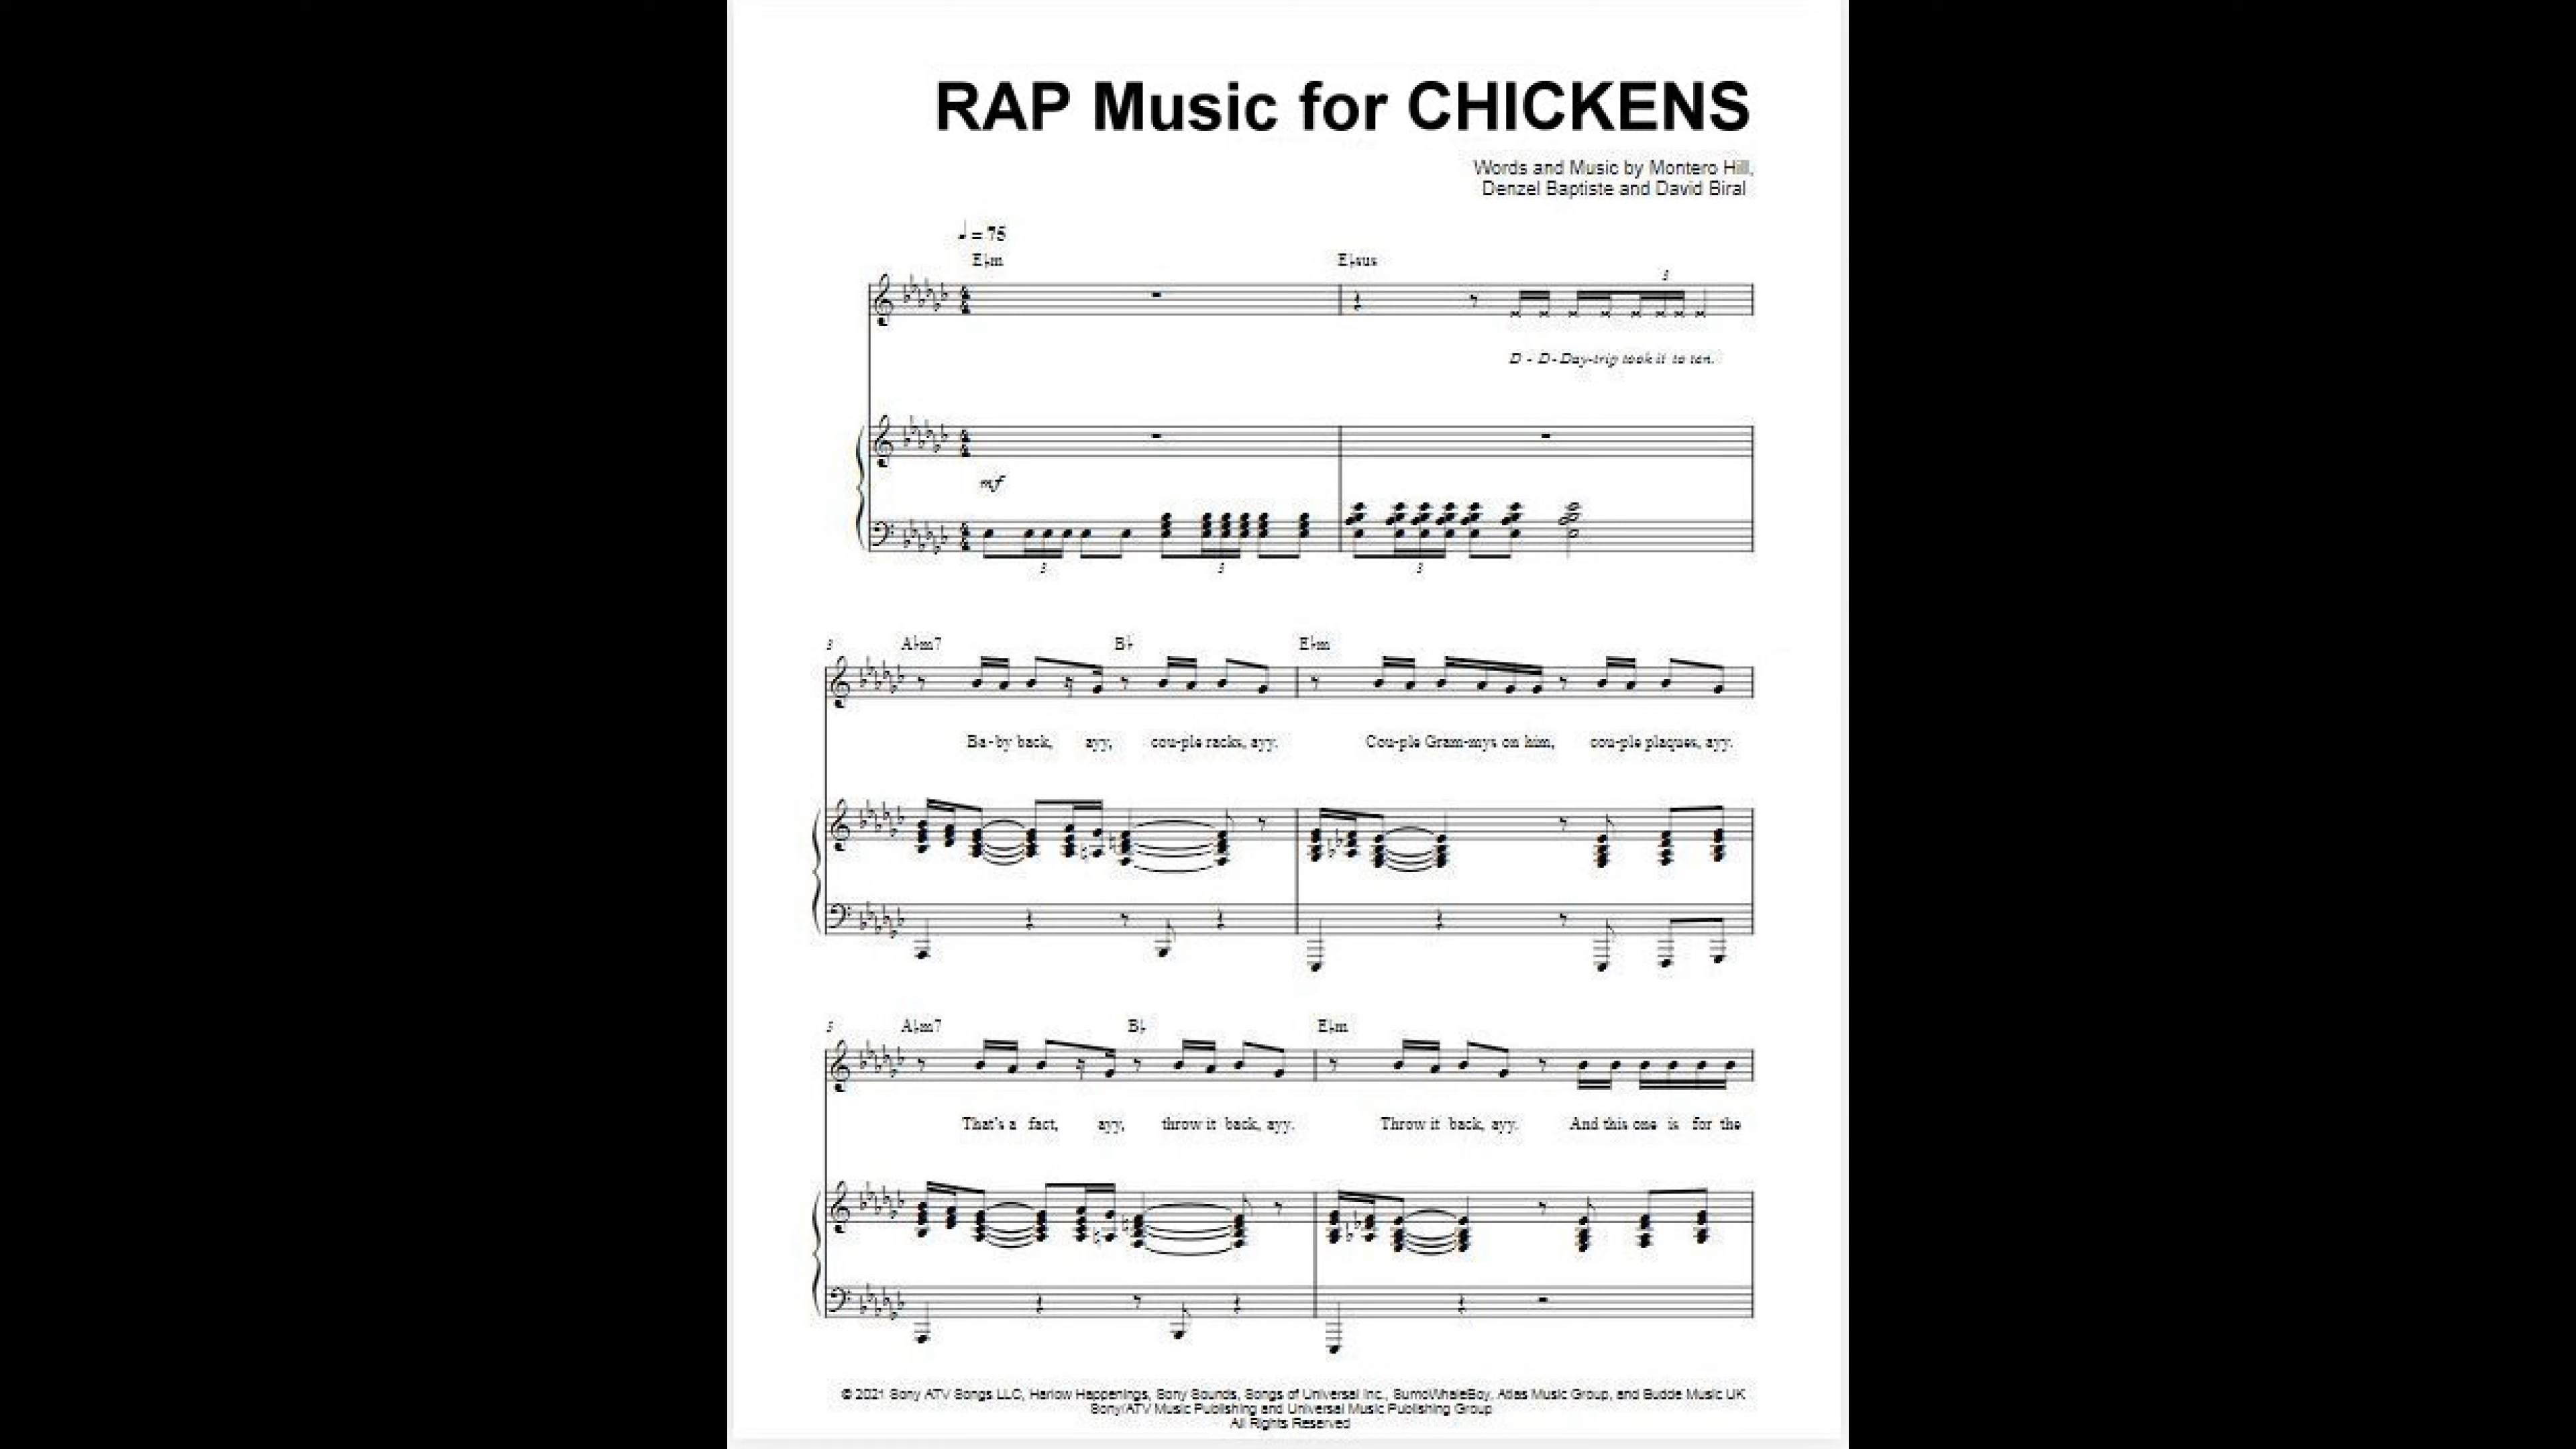 RAP Music for CHICKENS
Words and Music by Montero Hill,
Denzel Baptiste and David Biral
♩ = 75
E♭m E♭sus
3
D - D - Day-trip took it to ten.
mf
3 3 3
3 A♭m7 B♭ E♭m
Ba-by back, ayy, cou-ple racks, ayy. Cou-ple Gram-mys on him, cou-ple plaques, ayy.
5 A♭m7 B♭ E♭m
That's a fact, ayy, throw it back, ayy. Throw it back, ayy. And this one is for the
© 2021 Sony ATV Songs LLC, Harlow Happenings, Sony Sounds, Songs of Universal Inc., SumoWhaleBoy, Atlas Music Group, and Budde Music UK
Sony/ATV Music Publishing and Universal Music Publishing Group
All Rights Reserved